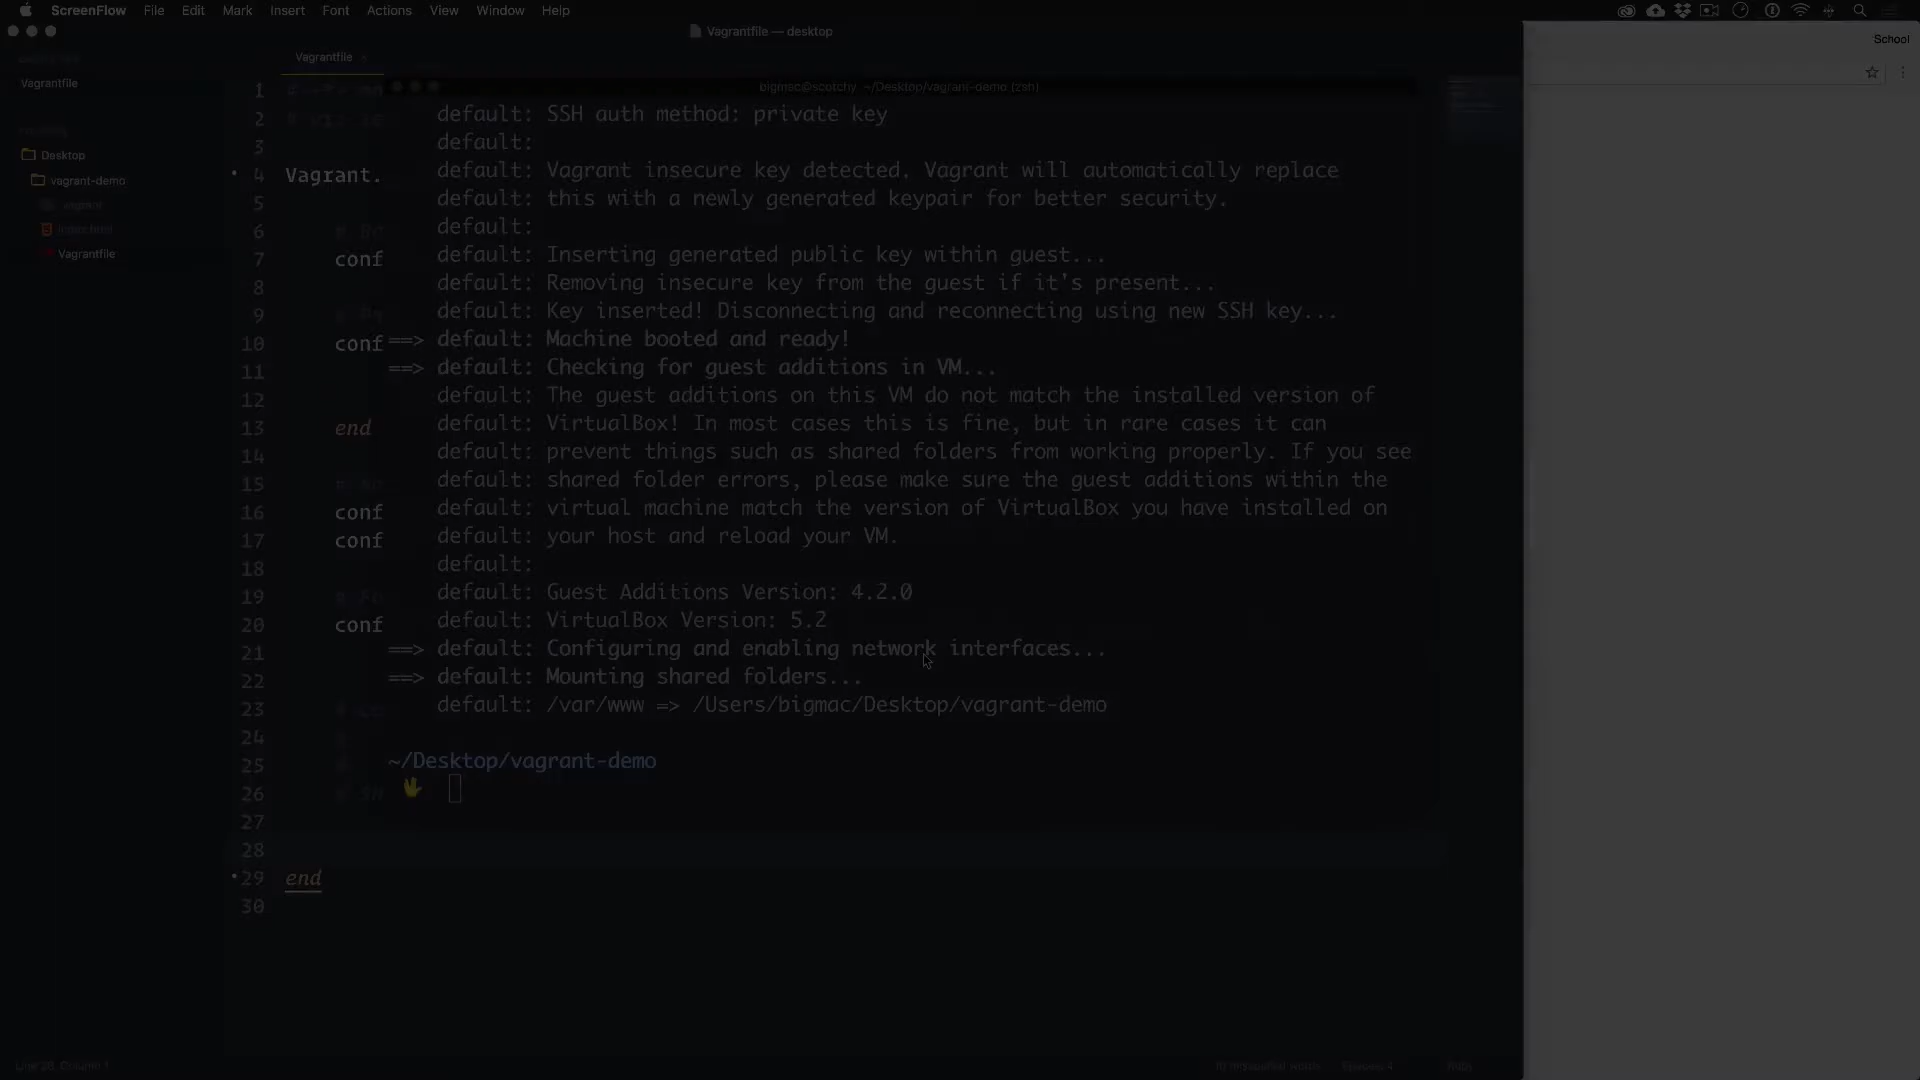 ScreenFlow File Edit Mark Insert Font Actions View Window Help
Vagrantfile — desktop
School
Vagrantfile
Vagrantfile
bigmac@scotchy ~/Desktop/vagrant-demo (zsh)
Desktop
vagrant-demo
vagrant
index.html
Vagrantfile
1
2 default: SSH auth method: private key
3 default:
4 Vagrant. default: Vagrant insecure key detected. Vagrant will automatically replace
5 default: this with a newly generated keypair for better security.
6 default:
7 conf default: Inserting generated public key within guest...
8 default: Removing insecure key from the guest if it's present...
9 default: Key inserted! Disconnecting and reconnecting using new SSH key...
10 conf ==> default: Machine booted and ready!
11 ==> default: Checking for guest additions in VM...
12 default: The guest additions on this VM do not match the installed version of
13 end default: VirtualBox! In most cases this is fine, but in rare cases it can
14 default: prevent things such as shared folders from working properly. If you see
15 default: shared folder errors, please make sure the guest additions within the
16 conf default: virtual machine match the version of VirtualBox you have installed on
17 conf default: your host and reload your VM.
18 default:
19 default: Guest Additions Version: 4.2.0
20 conf default: VirtualBox Version: 5.2
21 ==> default: Configuring and enabling network interfaces...
22 ==> default: Mounting shared folders...
23 default: /var/www => /Users/bigmac/Desktop/vagrant-demo
24
25 ~/Desktop/vagrant-demo
26
27
28
29 end
30